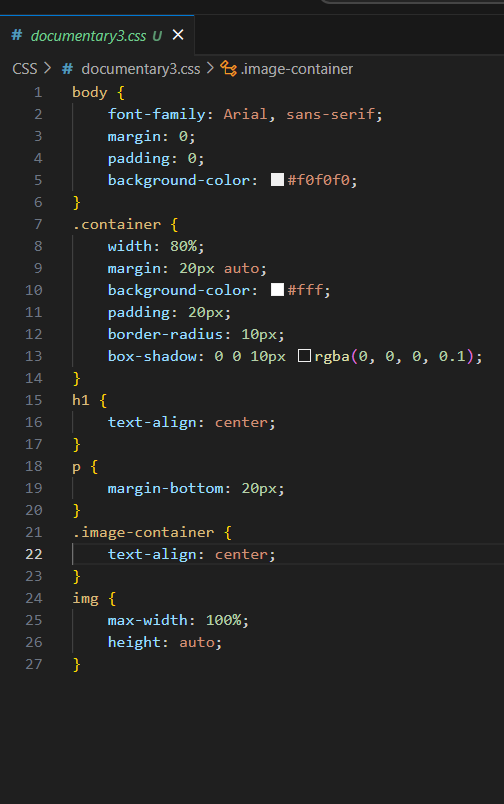 # documentary3.css U ×
CSS > # documentary3.css > .image-container
1 body {
2     font-family: Arial, sans-serif;
3     margin: 0;
4     padding: 0;
5     background-color: #f0f0f0;
6 }
7 .container {
8     width: 80%;
9     margin: 20px auto;
10     background-color: #fff;
11     padding: 20px;
12     border-radius: 10px;
13     box-shadow: 0 0 10px rgba(0, 0, 0, 0.1);
14 }
15 h1 {
16     text-align: center;
17 }
18 p {
19     margin-bottom: 20px;
20 }
21 .image-container {
22     text-align: center;
23 }
24 img {
25     max-width: 100%;
26     height: auto;
27 }